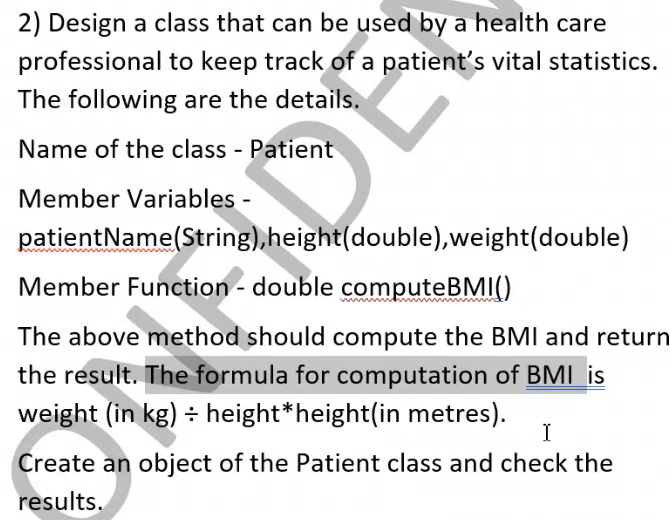 2) Design a class that can be used by a health care
professional to keep track of a patient’s vital statistics.
The following are the details.
Name of the class - Patient
Member Variables -
patientName(String),height(double),weight(double)
Member Function - double computeBMI()
The above method should compute the BMI and return
the result. The formula for computation of BMI is
weight (in kg) ÷ height*height(in metres).
Create an object of the Patient class and check the
results.
ONFIDEN